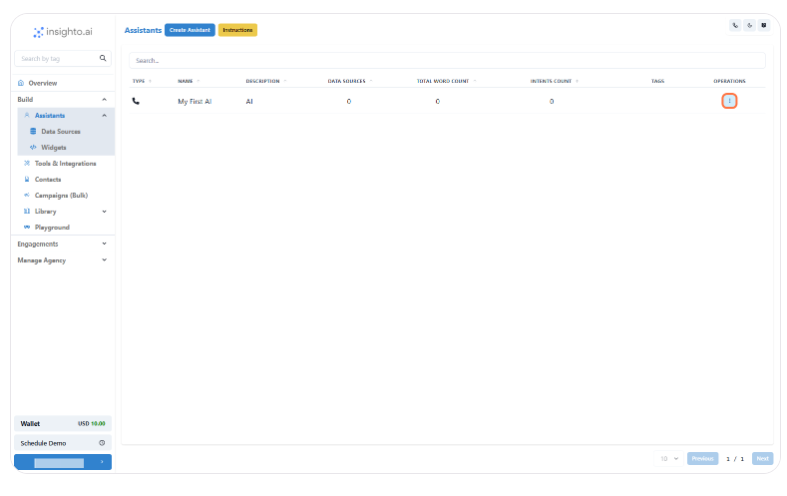 insighto.ai
Assistants
Create Assistant
Instructions
Search by tag
Search...
Overview
Build
Assistants
Data Sources
Widgets
Tools & Integrations
Contacts
Campaigns (Bulk)
Library
Playground
Engagements
Manage Agency
TYPE NAME DESCRIPTION DATA SOURCES TOTAL WORD COUNT INTENTS COUNT TAGS OPERATIONS
My First AI AI 0 0 0
Wallet USD 10.00
Schedule Demo
10 Previous 1 / 1 Next